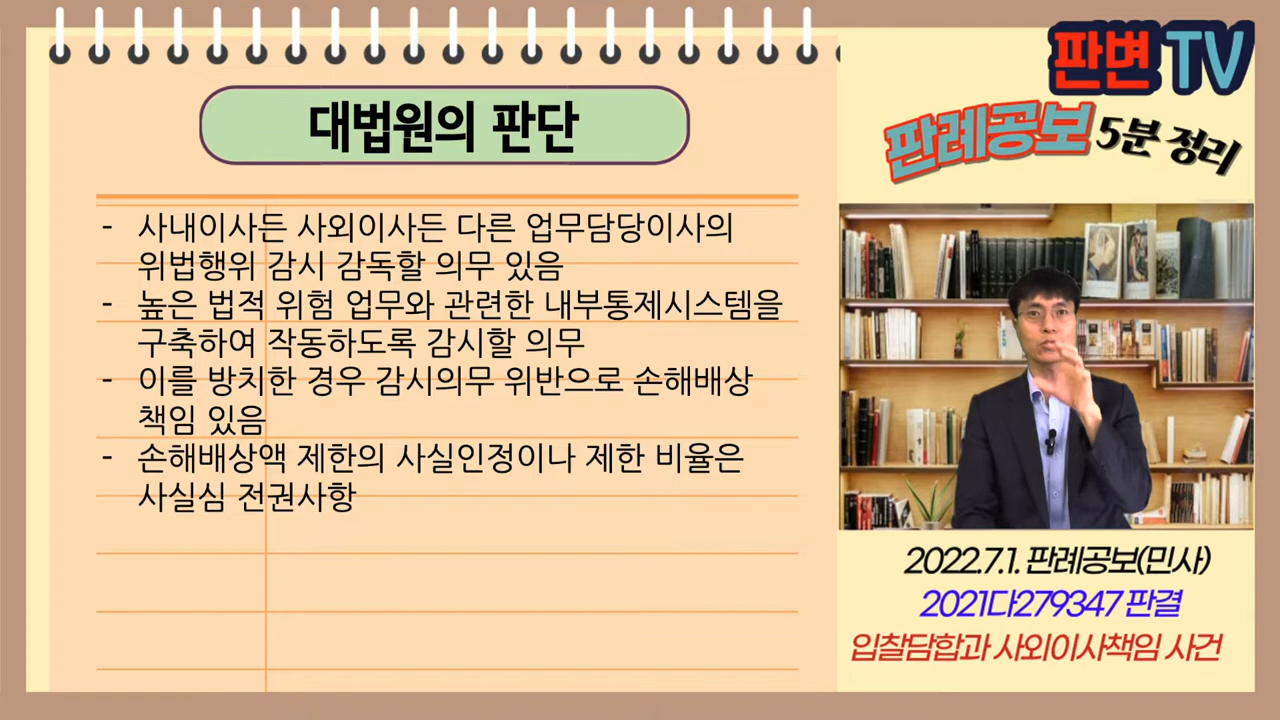 대법원의 판단
- 사내이사든 사외이사든 다른 업무담당이사의
위법행위 감시 감독할 의무 있음
- 높은 법적 위험 업무와 관련한 내부통제시스템을
구축하여 작동하도록 감시할 의무
- 이를 방치한 경우 감시의무 위반으로 손해배상
책임 있음
- 손해배상액 제한의 사실인정이나 제한 비율은
사실심 전권사항
판변 TV
판례공보 5분 정리
2022.7.1. 판례공보(민사)
2021다279347 판결
입찰담합과 사외이사책임 사건